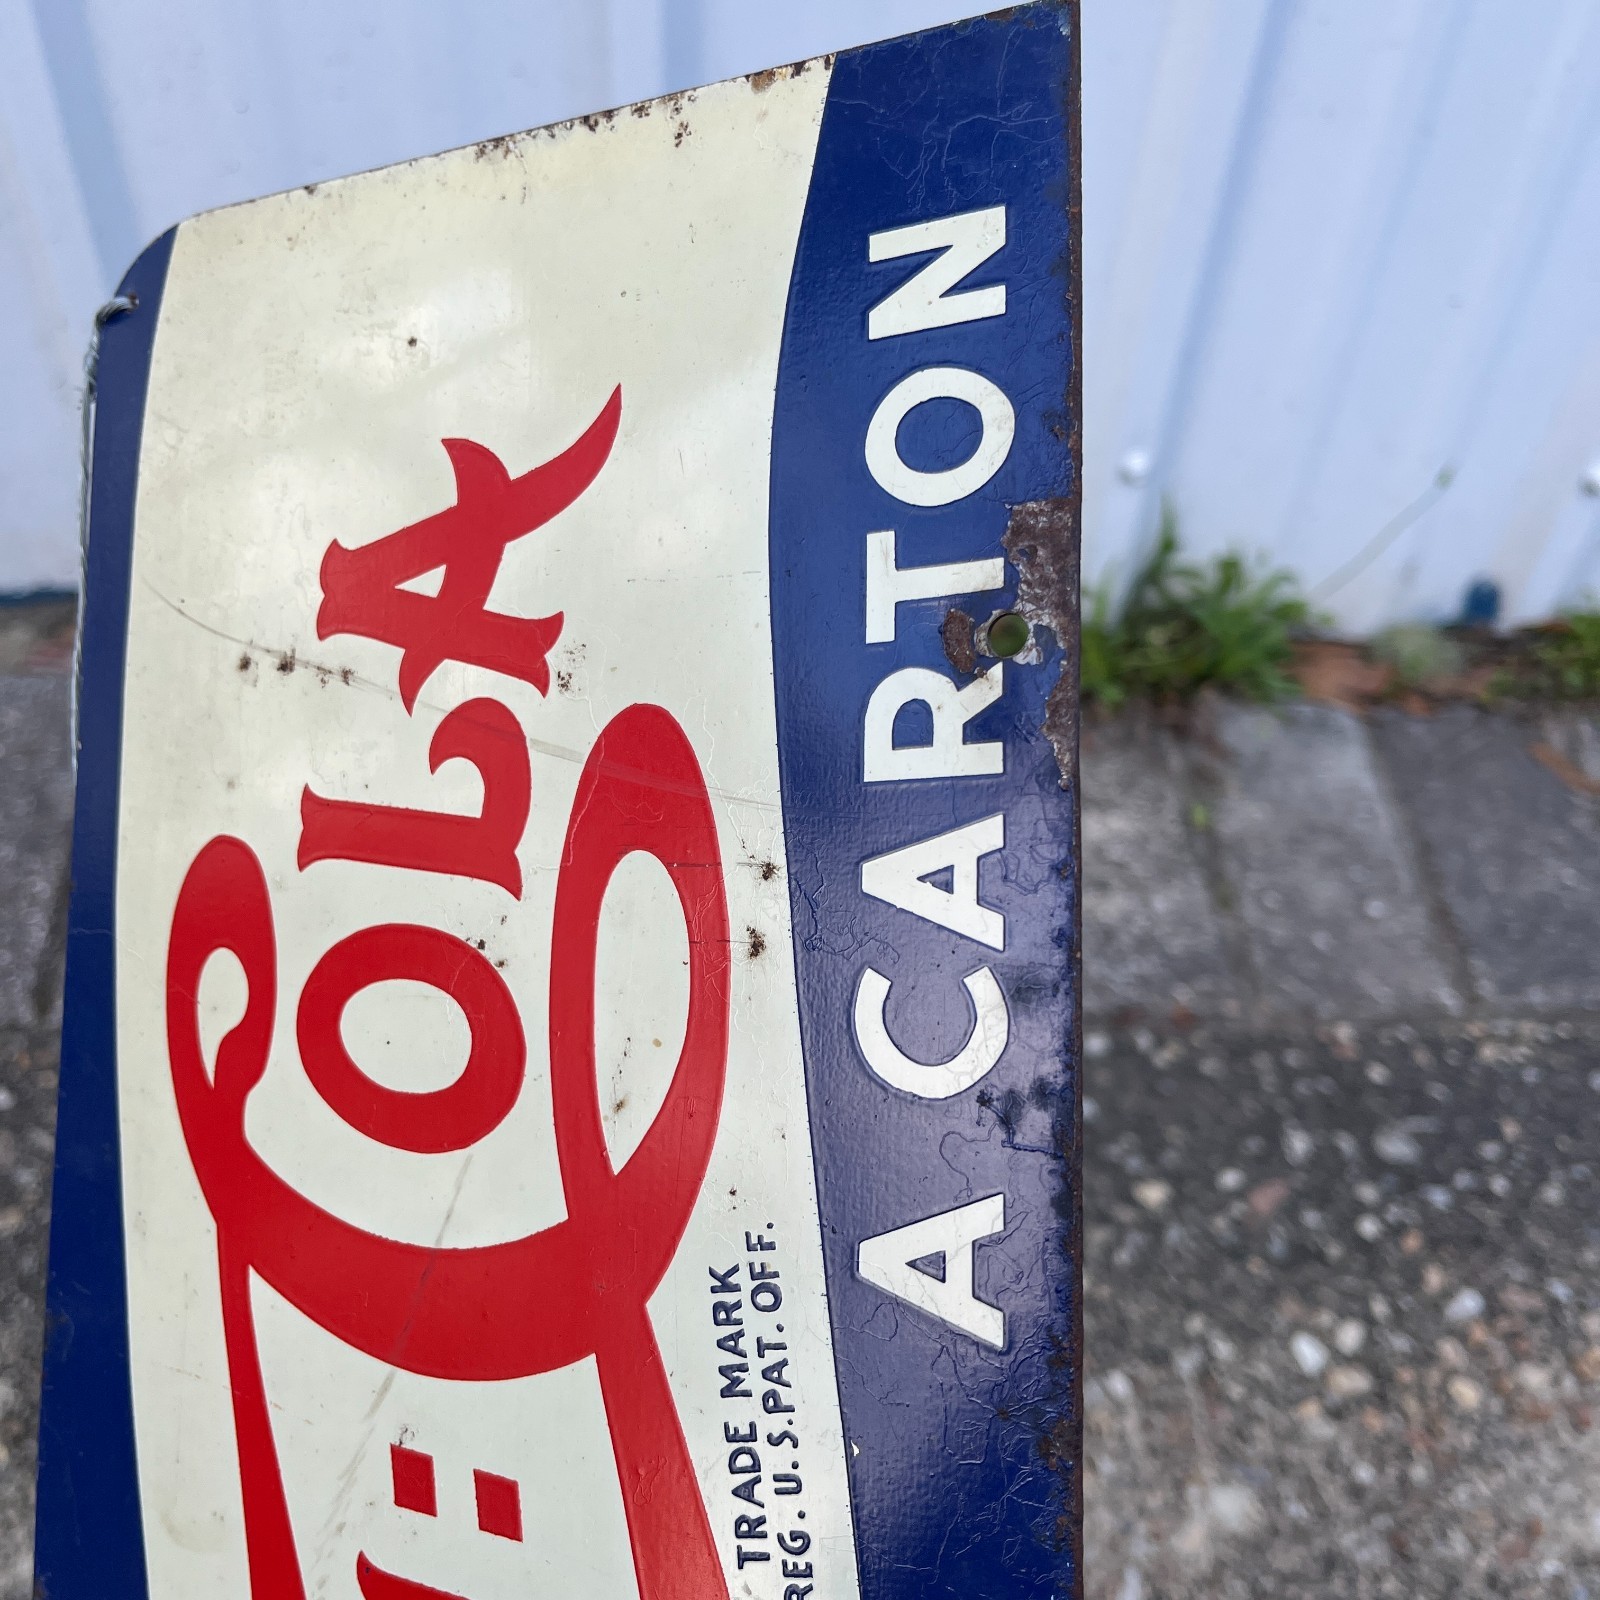 :COLA
TRADE MARK
REG. U.S. PAT. OFF.
A CARTON